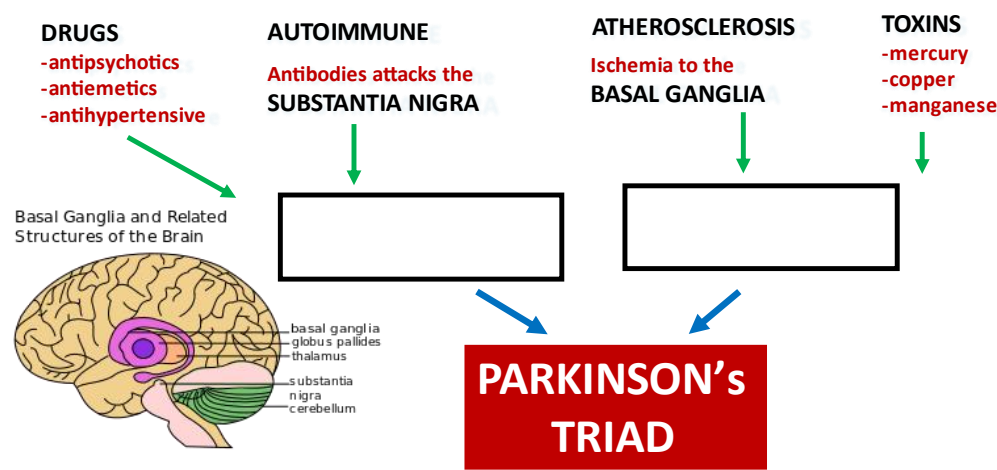 DRUGS
-antipsychotics
-antiemetics
-antihypertensive
AUTOIMMUNE
Antibodies attacks the
SUBSTANTIA NIGRA
ATHEROSCLEROSIS
Ischemia to the
BASAL GANGLIA
TOXINS
-mercury
-copper
-manganese
Basal Ganglia and Related
Structures of the Brain
basal ganglia
globus pallides
thalamus
substantia
nigra
cerebellum
PARKINSON's
TRIAD